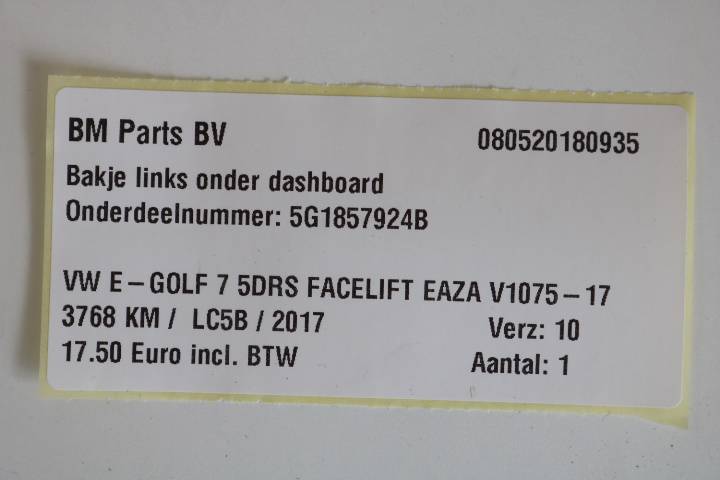 BM Parts BV 080520180935
Bakje links onder dashboard
Onderdeelnummer: 5G1857924B
VW E-GOLF 7 5DRS FACELIFT EAZA V1075-17
3768 KM / LC5B / 2017 Verz: 10
17.50 Euro incl. BTW Aantal: 1